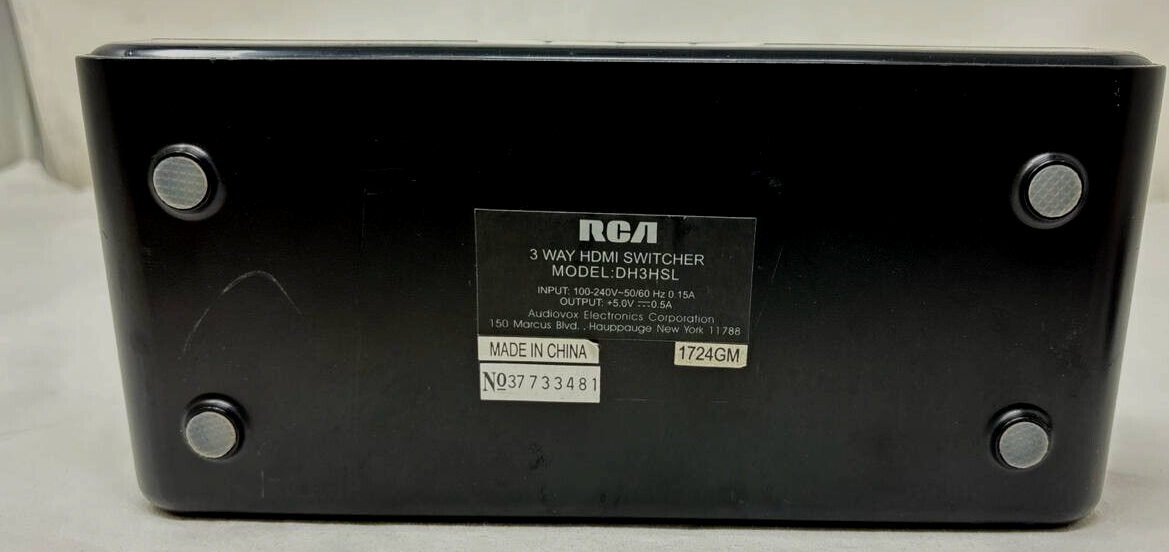 RCA
3 WAY HDMI SWITCHER
MODEL:DH3HSL
INPUT: 100-240V~50/60 Hz 0.15A
OUTPUT: +5.0V ⎓0.5A
Audiovox Electronics Corporation
150 Marcus Blvd. , Hauppauge New York 11788
MADE IN CHINA
1724GM
№37733481